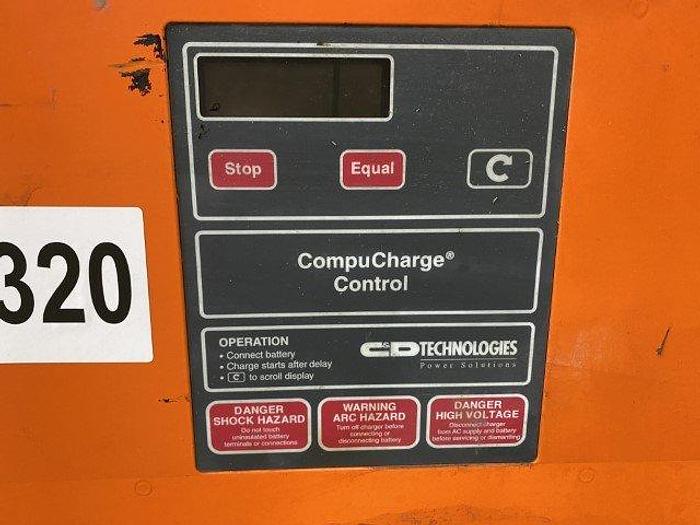 Stop
Equal
C
320
CompuCharge®
Control
OPERATION
• Connect battery
• Charge starts after delay
• C to scroll display
C&D TECHNOLOGIES
Power Solutions
DANGER
SHOCK HAZARD
Do not touch
uninsulated battery
terminals or connections
WARNING
ARC HAZARD
Turn off charger before
connecting or
disconnecting battery
DANGER
HIGH VOLTAGE
Disconnect charger
from AC supply and battery
before servicing or dismantling